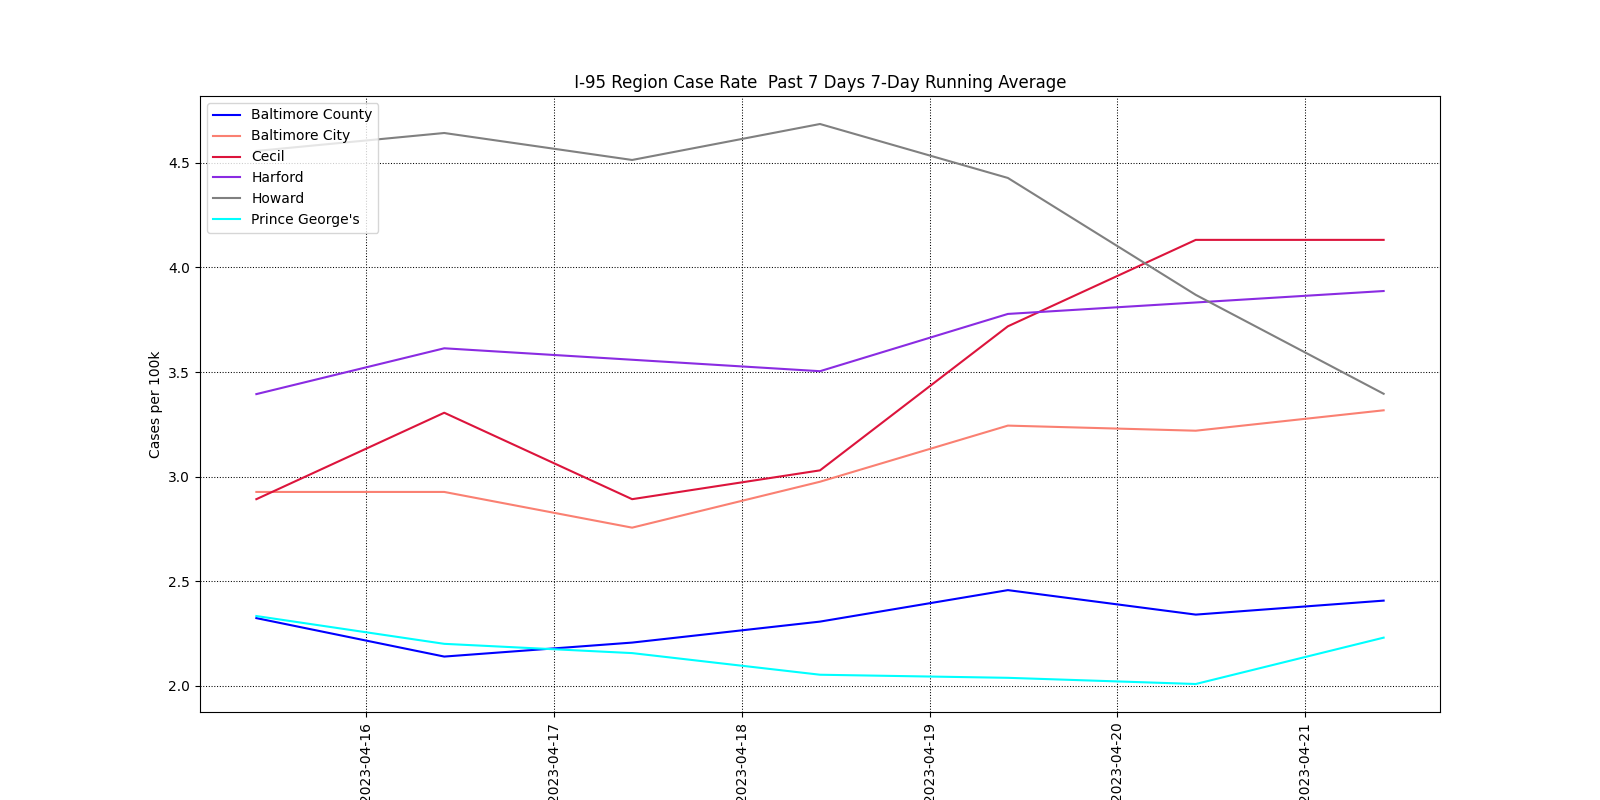 I-95 Region Case Rate  Past 7 Days 7-Day Running Average
Baltimore County
Baltimore City
Cecil
Harford
Howard
Prince George's
Cases per 100k
4.5
4.0
3.5
3.0
2.5
2.0
2023-04-16
2023-04-17
2023-04-18
2023-04-19
2023-04-20
2023-04-21